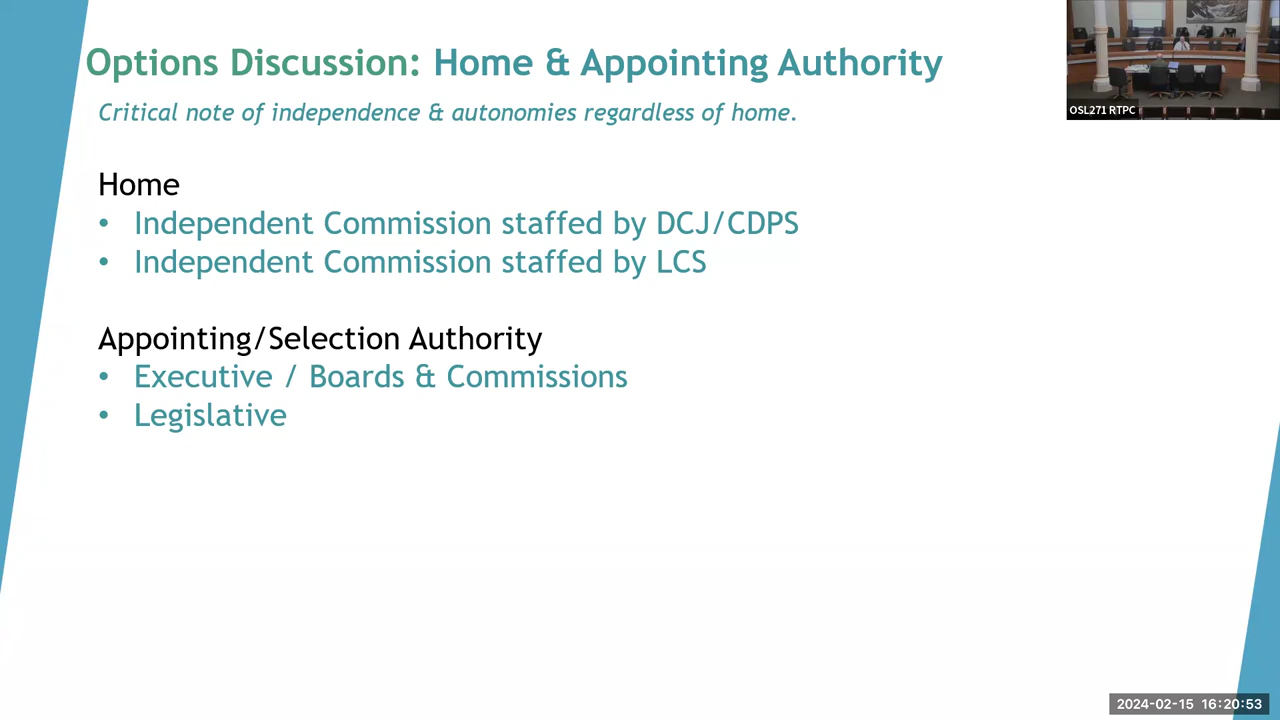 Options Discussion: Home & Appointing Authority
Critical note of independence & autonomies regardless of home.
Home
• Independent Commission staffed by DCJ/CDPS
• Independent Commission staffed by LCS
Appointing/Selection Authority
• Executive / Boards & Commissions
• Legislative
OSL271 RTPC
2024-02-15 16:20:53